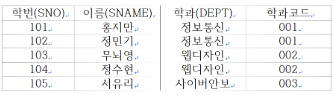 학번(SNO) 이름(SNAME) 학과(DEPT) 학과코드
101 홍지만 정보통신 001
102 정민기 정보통신 001
103 무뇌영 웹디자인 002
104 정수현 웹디자인 002
105 서유리 사이버안보 003